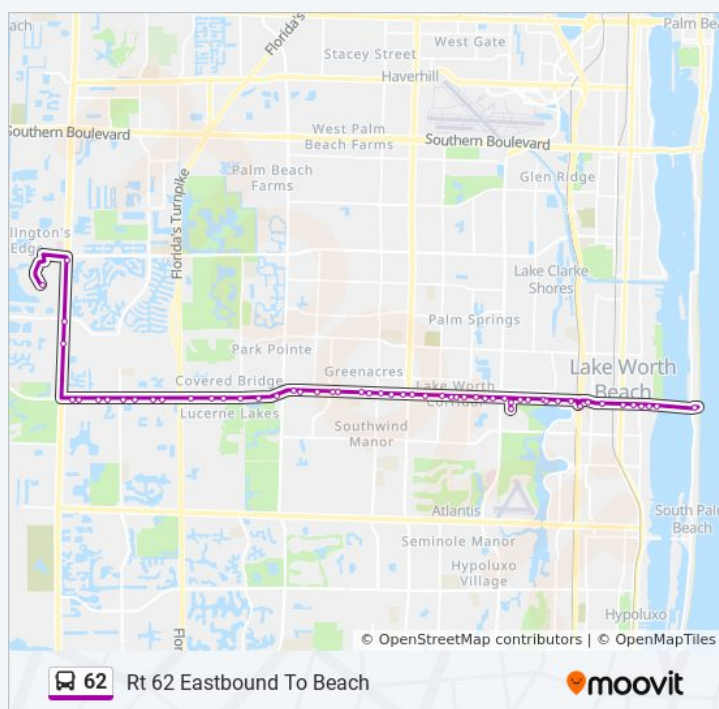 ach
Florida's
West Gate
Palm Be
Stacey Street
Haverhill
Southern Boulevard
West Palm
Beach Farms
Southern Boulevard
Palm Beach
Farms
Glen Ridge
Florida's Turnpike
lington's
Edge
Lake Clarke
Shores
Palm Springs
Park Pointe
Greenacres
Lake Worth
Beach
Covered Bridge
Lake Worth
Corridor
Lucerne Lakes
Southwind
Manor
Atlantis
South Palm
Beach
Seminole Manor
Hypoluxo
Village
Hypoluxo
Flor
© OpenStreetMap contributors | © OpenMapTiles
62 Rt 62 Eastbound To Beach
moovit